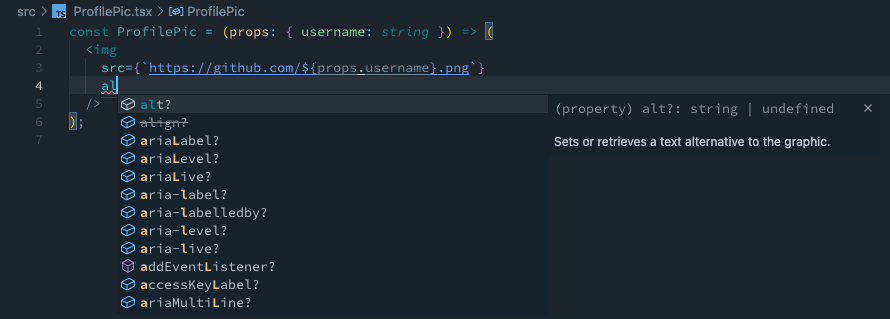 src > TS ProfilePic.tsx > ProfilePic
1 const ProfilePic = (props: { username: string }) => (
2 <img
3 src={`https://github.com/${props.username}.png`}
4 al
5 />
6 );
7
alt?
align?
ariaLabel?
ariaLevel?
ariaLive?
aria-label?
aria-labelledby?
aria-level?
aria-live?
addEventListener?
accessKeyLabel?
ariaMultiLine?
(property) alt?: string | undefined
Sets or retrieves a text alternative to the graphic.